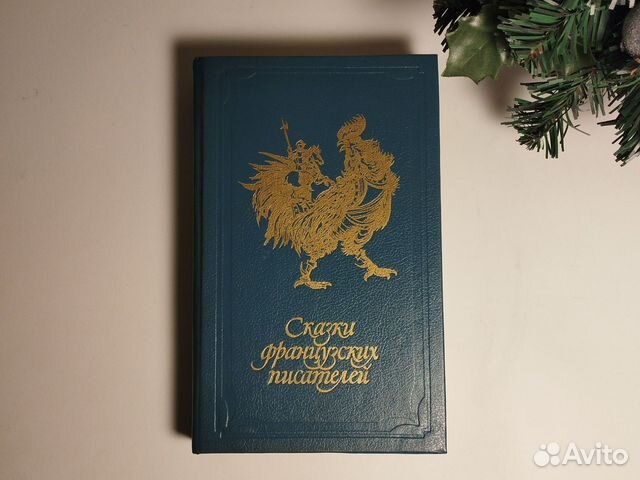 Сказки
французских
писателей
Avito